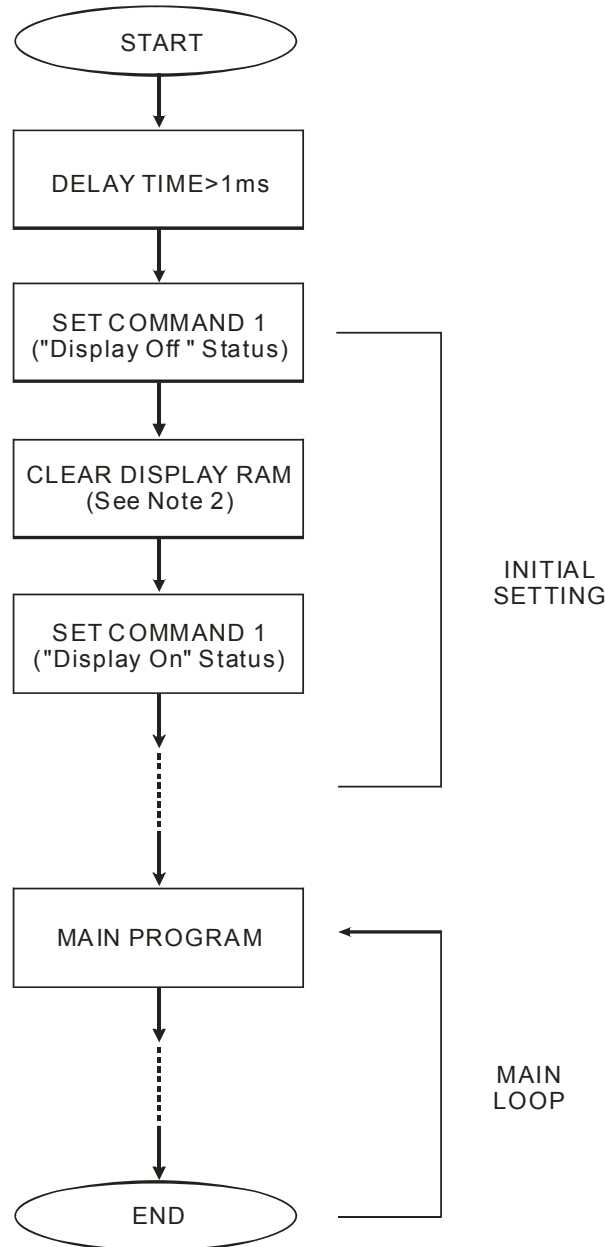 START
DELAY TIME>1ms
SET COMMAND 1
("Display Off" Status)
CLEAR DISPLAY RAM
(See Note 2)
SET COMMAND 1
("Display On" Status)
INITIAL
SETTING
MAIN PROGRAM
MAIN
LOOP
END